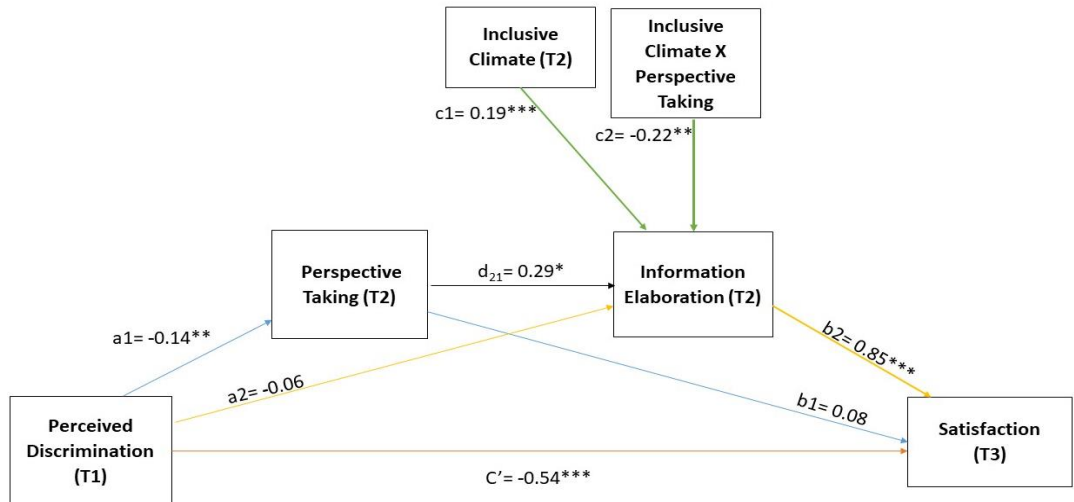 Inclusive
Climate (T2)
Inclusive
Climate X
Perspective
Taking
c1= 0.19***
c2= -0.22**
Perspective
Taking (T2)
d₂₁= 0.29*
Information
Elaboration (T2)
a1= -0.14**
a2= -0.06
b2= 0.85***
b1= 0.08
Perceived
Discrimination
(T1)
Satisfaction
(T3)
C’= -0.54***